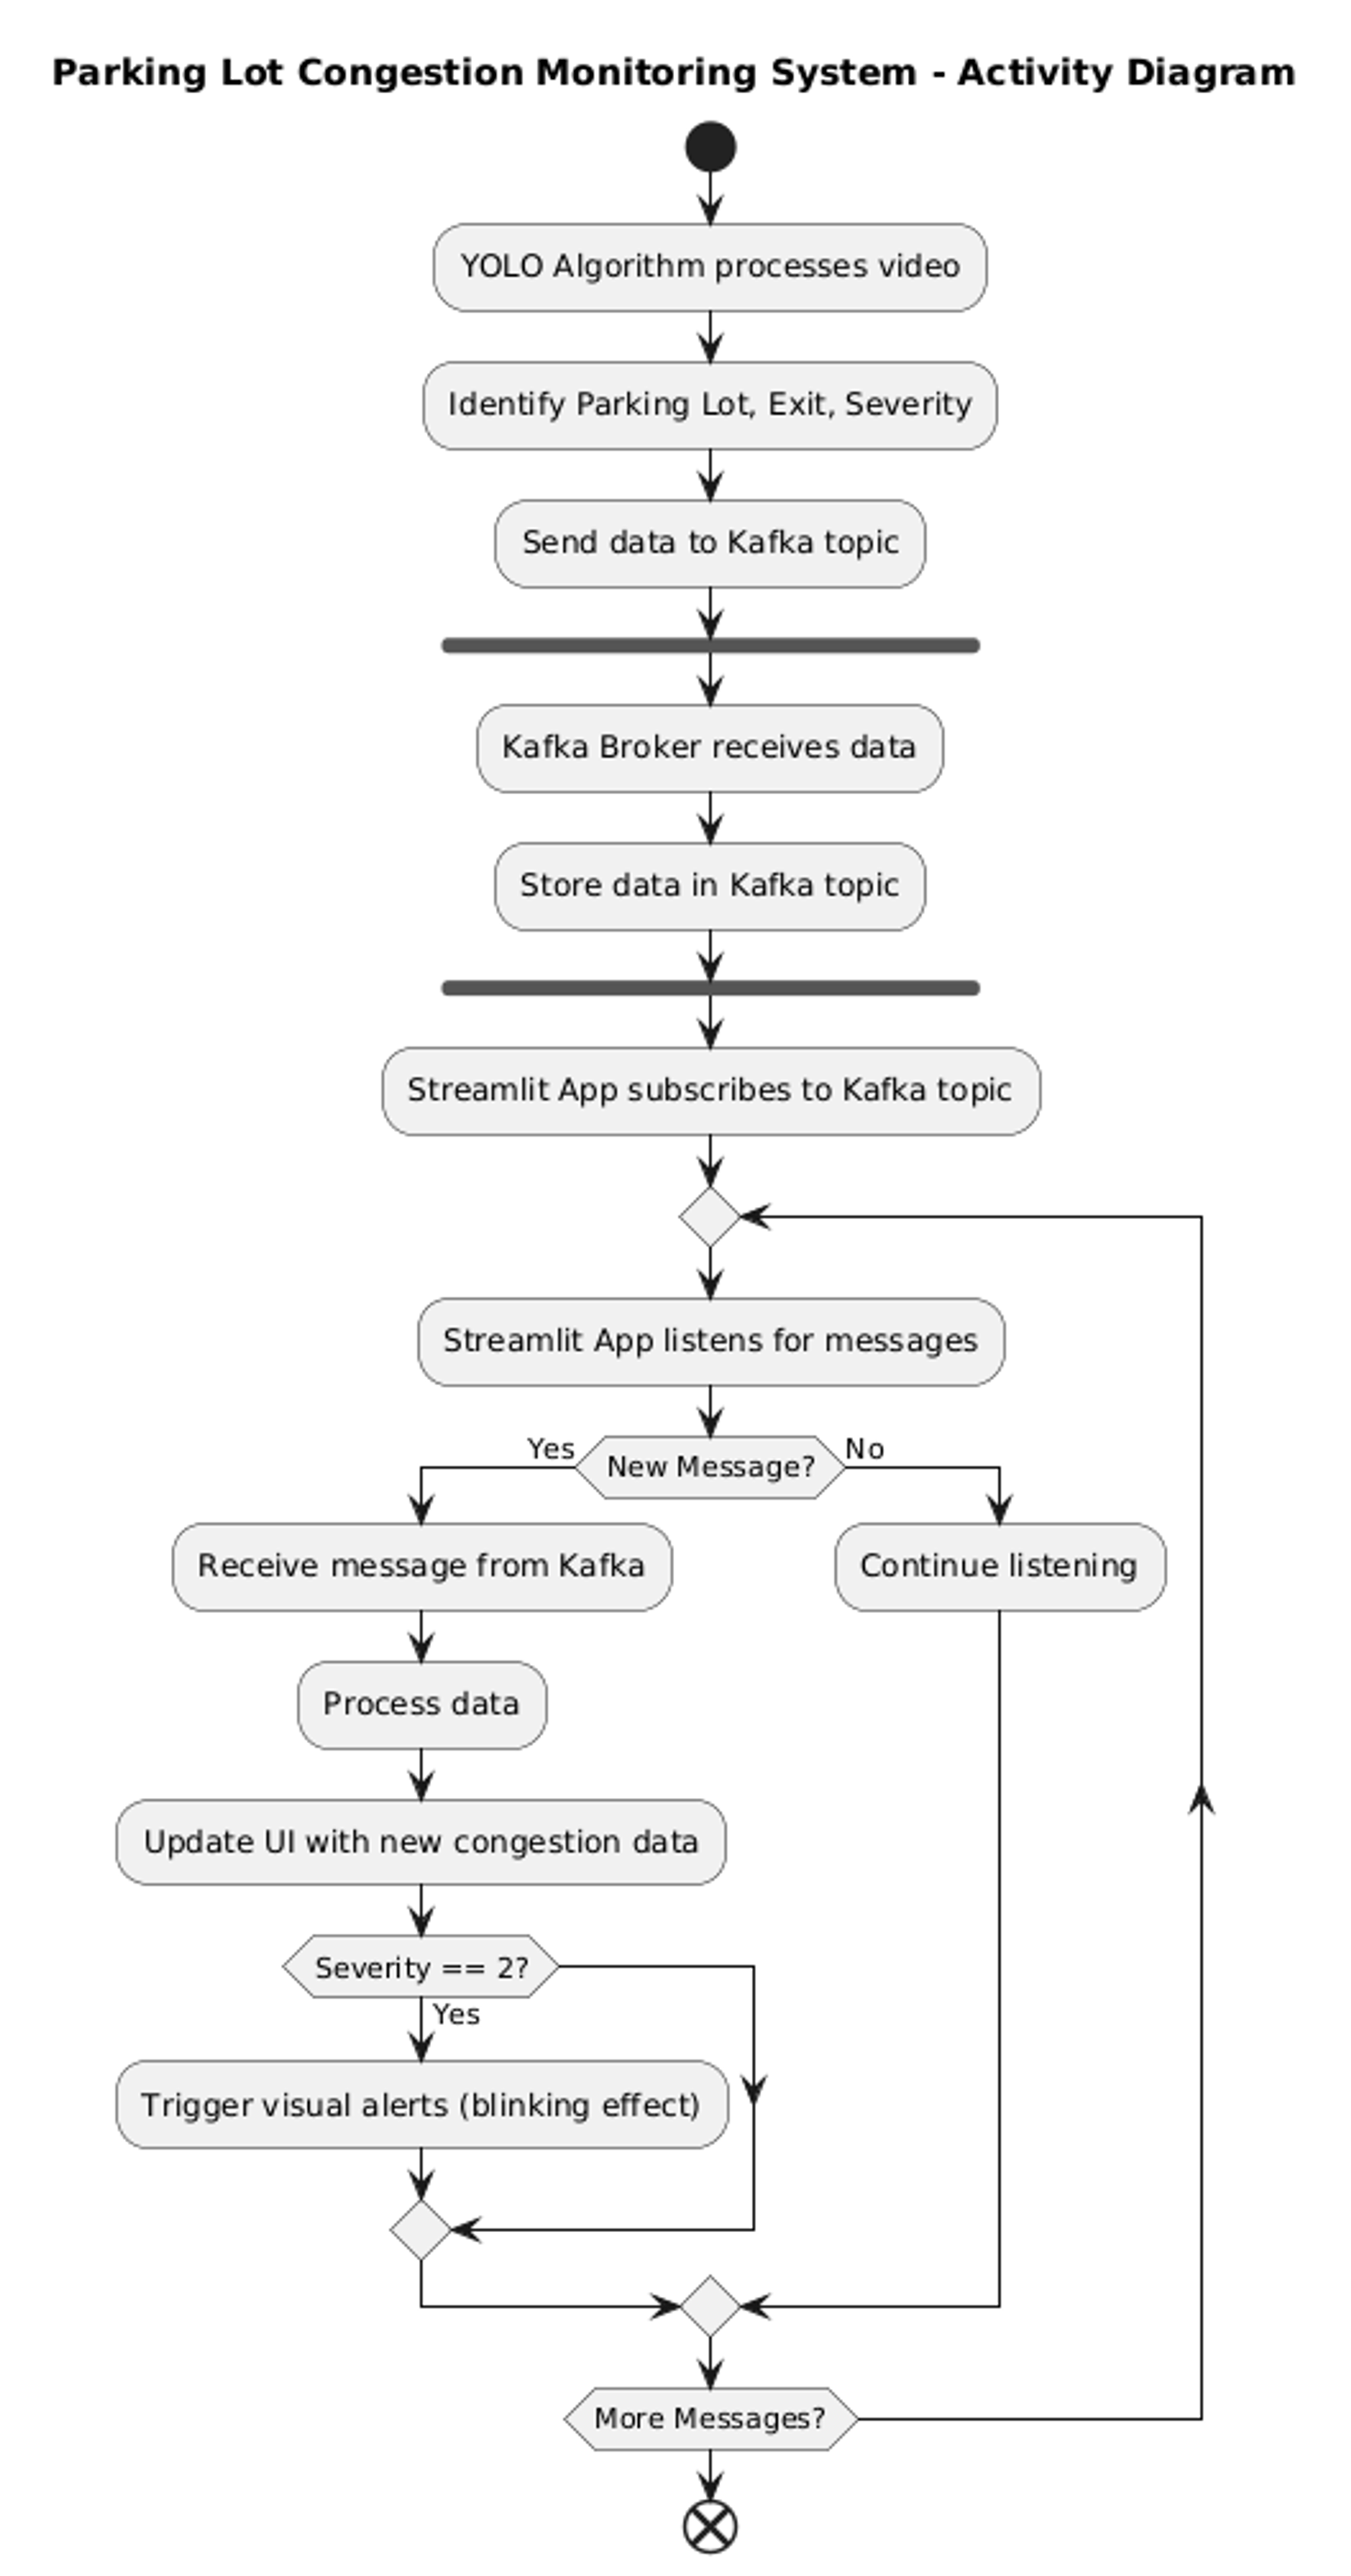 Parking Lot Congestion Monitoring System - Activity Diagram
YOLO Algorithm processes video
Identify Parking Lot, Exit, Severity
Send data to Kafka topic
Kafka Broker receives data
Store data in Kafka topic
Streamlit App subscribes to Kafka topic
Streamlit App listens for messages
Yes
New Message?
No
Receive message from Kafka
Continue listening
Process data
Update UI with new congestion data
Severity == 2?
Yes
Trigger visual alerts (blinking effect)
More Messages?